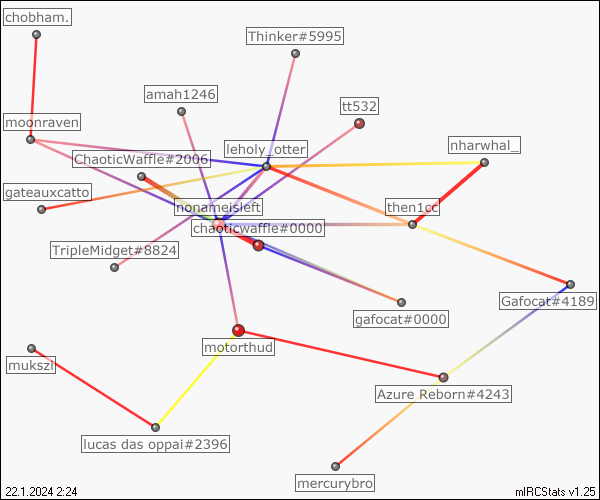 chobham.
Thinker#5995
amah1246
tt532
moonraven
leholy_otter
nharwhal_
ChaoticWaffle#2006
gateauxcatto
nonameisleft
then1cc
chaoticwaffle#0000
TripleMidget#8824
Gafocat#4189
gafocat#0000
motorthud
mukszi
Azure Reborn#4243
lucas das oppai#2396
mercurybro
22.1.2024 2:24
mIRCStats v1.25